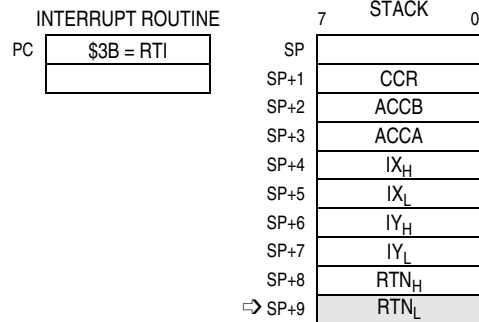 INTERRUPT ROUTINE
PC $3B = RTI
7 STACK 0
SP
SP+1 CCR
SP+2 ACCB
SP+3 ACCA
SP+4 IXH
SP+5 IXL
SP+6 IYH
SP+7 IYL
SP+8 RTNH
SP+9 RTNL